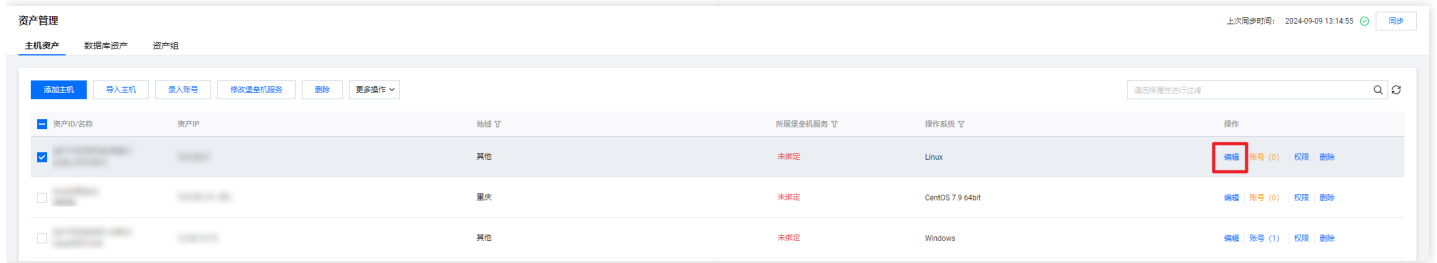 资产管理
上次同步时间： 2024-09-09 13:14:55 同步
主机资产 数据库资产 资产组
添加主机 导入主机 录入账号 修改堡垒机服务 删除 更多操作 请选择属性进行过滤
资产ID/名称 资产IP 地域 所属堡垒机服务 操作系统 操作
其他 未绑定 Linux 编辑 账号 (0) 权限 删除
重庆 未绑定 CentOS 7.9 64bit 编辑 账号 (0) 权限 删除
其他 未绑定 Windows 编辑 账号 (1) 权限 删除